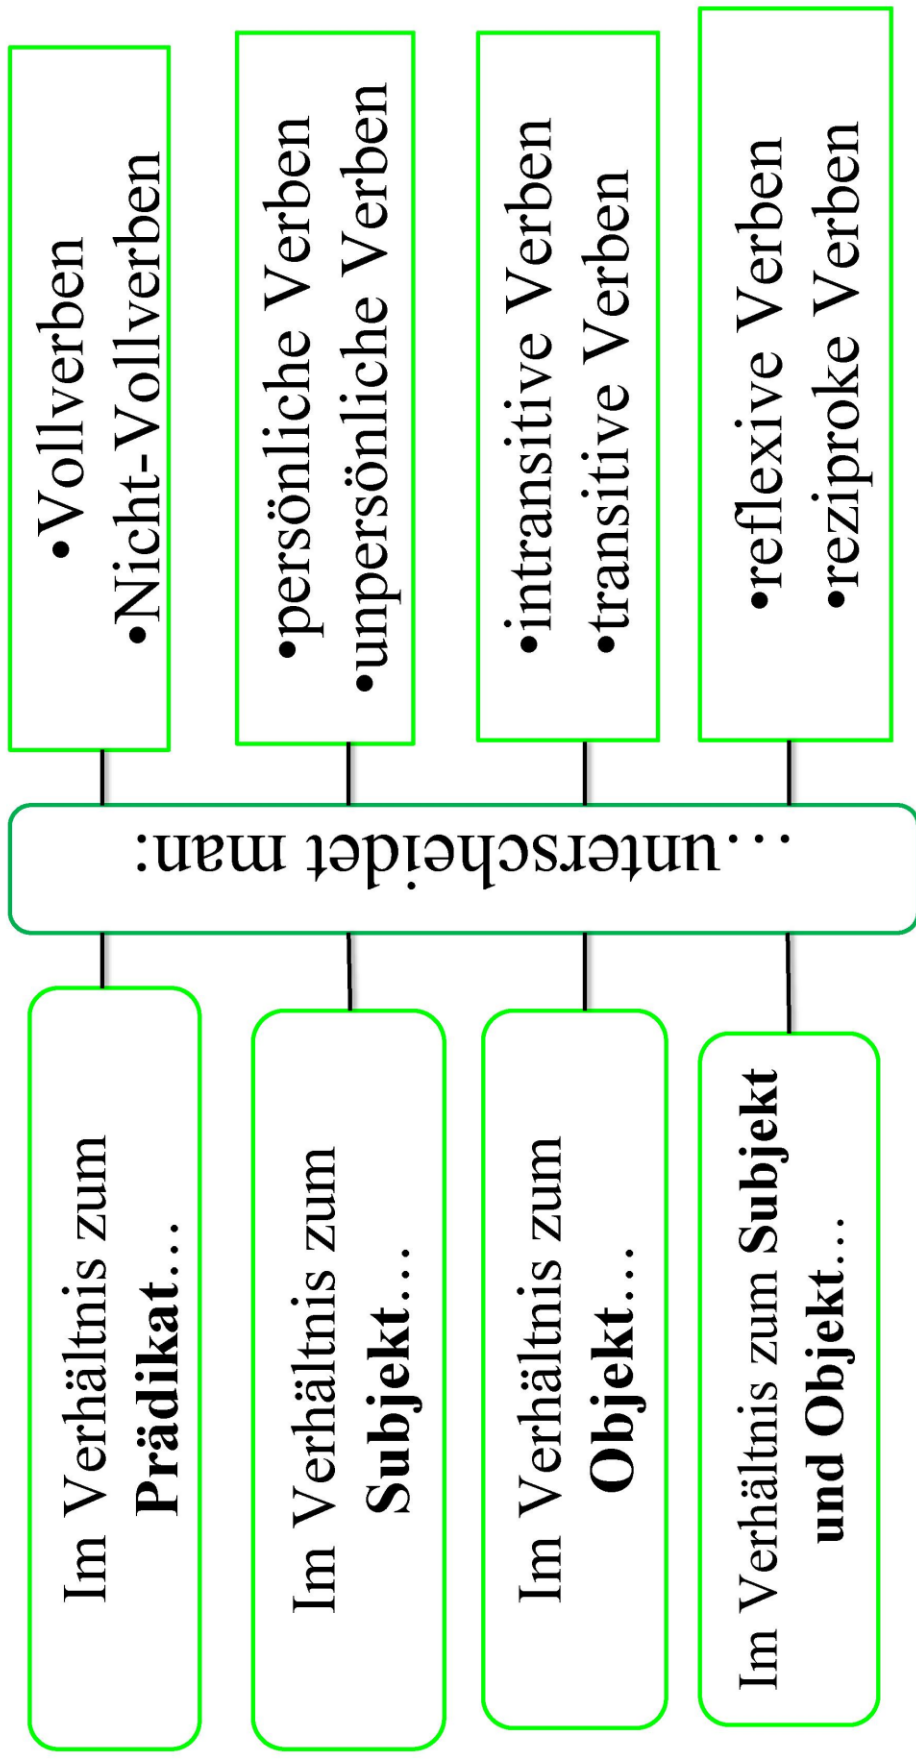 Im Verhältnis zum
Prädikat…
…unterscheidet man:
•Vollverben
•Nicht-Vollverben
Im Verhältnis zum
Subjekt…
•persönliche Verben
•unpersönliche Verben
Im Verhältnis zum
Objekt…
•intransitive Verben
•transitive Verben
Im Verhältnis zum Subjekt
und Objekt…
•reflexive Verben
•reziproke Verben